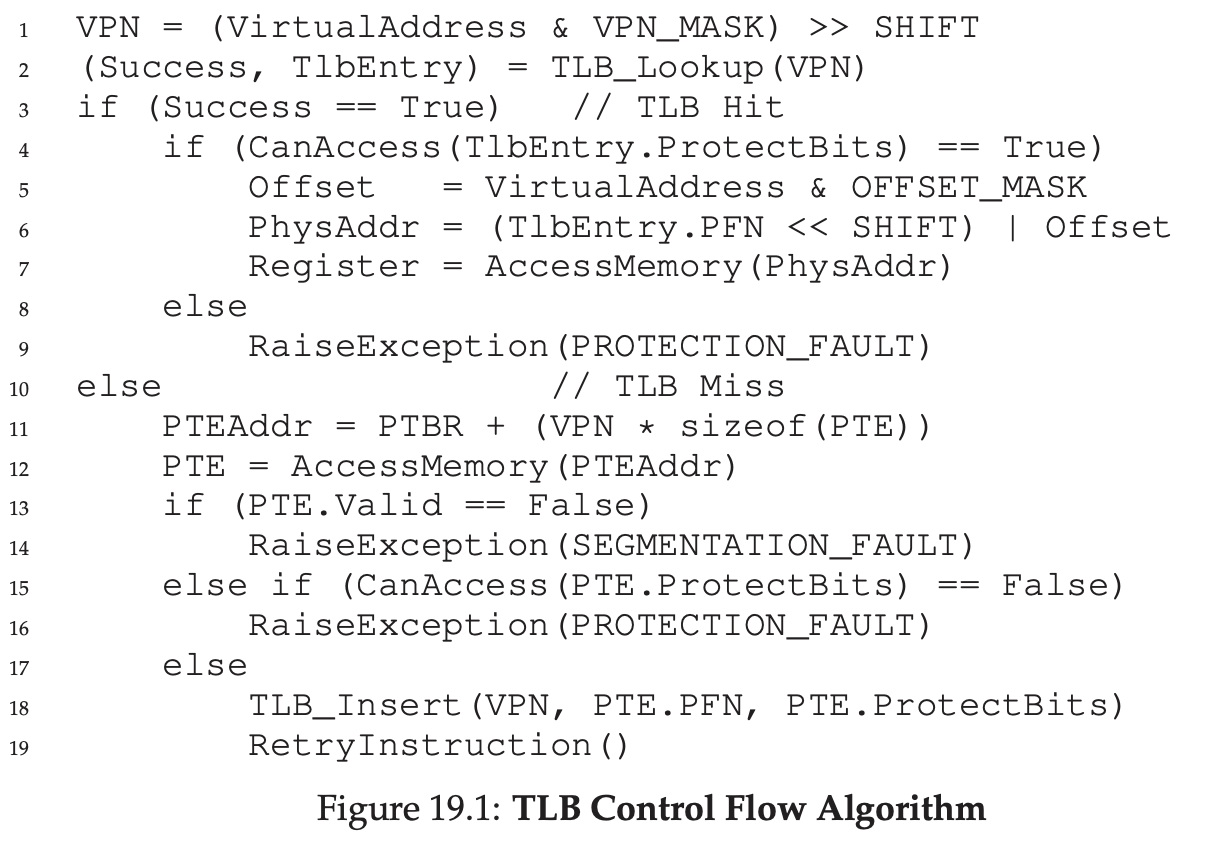 1 VPN = (VirtualAddress & VPN_MASK) >> SHIFT
2 (Success, TlbEntry) = TLB_Lookup(VPN)
3 if (Success == True)   // TLB Hit
4     if (CanAccess(TlbEntry.ProtectBits) == True)
5         Offset   = VirtualAddress & OFFSET_MASK
6         PhysAddr = (TlbEntry.PFN << SHIFT) | Offset
7         Register = AccessMemory(PhysAddr)
8     else
9         RaiseException(PROTECTION_FAULT)
10 else                  // TLB Miss
11     PTEAddr = PTBR + (VPN * sizeof(PTE))
12     PTE = AccessMemory(PTEAddr)
13     if (PTE.Valid == False)
14         RaiseException(SEGMENTATION_FAULT)
15     else if (CanAccess(PTE.ProtectBits) == False)
16         RaiseException(PROTECTION_FAULT)
17     else
18         TLB_Insert(VPN, PTE.PFN, PTE.ProtectBits)
19         RetryInstruction()
Figure 19.1: TLB Control Flow Algorithm